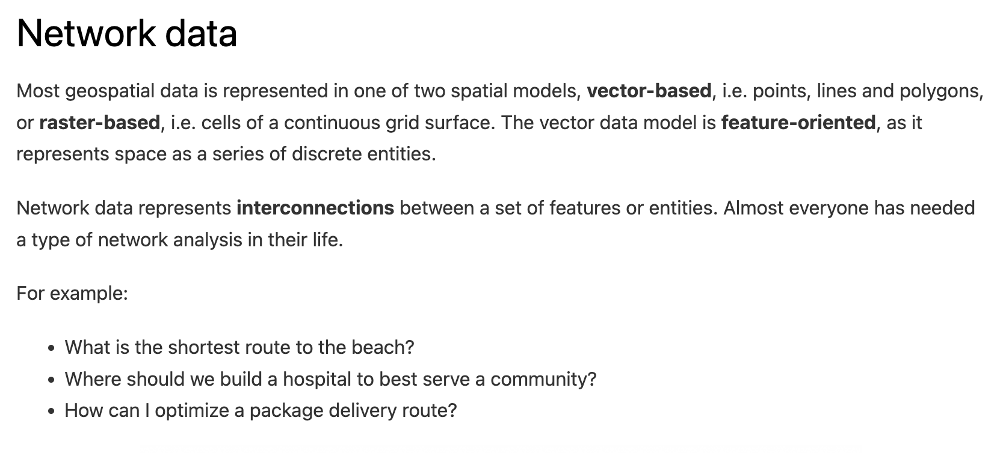 Network data
Most geospatial data is represented in one of two spatial models, vector-based, i.e. points, lines and polygons,
or raster-based, i.e. cells of a continuous grid surface. The vector data model is feature-oriented, as it
represents space as a series of discrete entities.
Network data represents interconnections between a set of features or entities. Almost everyone has needed
a type of network analysis in their life.
For example:
• What is the shortest route to the beach?
• Where should we build a hospital to best serve a community?
• How can I optimize a package delivery route?